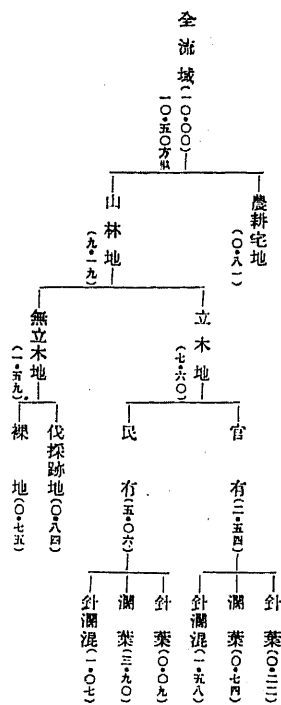 全流域(一〇・〇〇)
一〇・五〇方粁
農耕宅地
(〇・八一)
山林地
(九・一九)
立木地
(七・六〇)
無立木地
(一・五九)
官有(二・五四)
民有(五・〇六)
伐採跡地(〇・八四)
裸地(〇・七五)
針葉(〇・二二)
濶葉(〇・七四)
針濶混(一・五八)
針葉(〇・〇九)
濶葉(三・九〇)
針濶混(一・〇七)